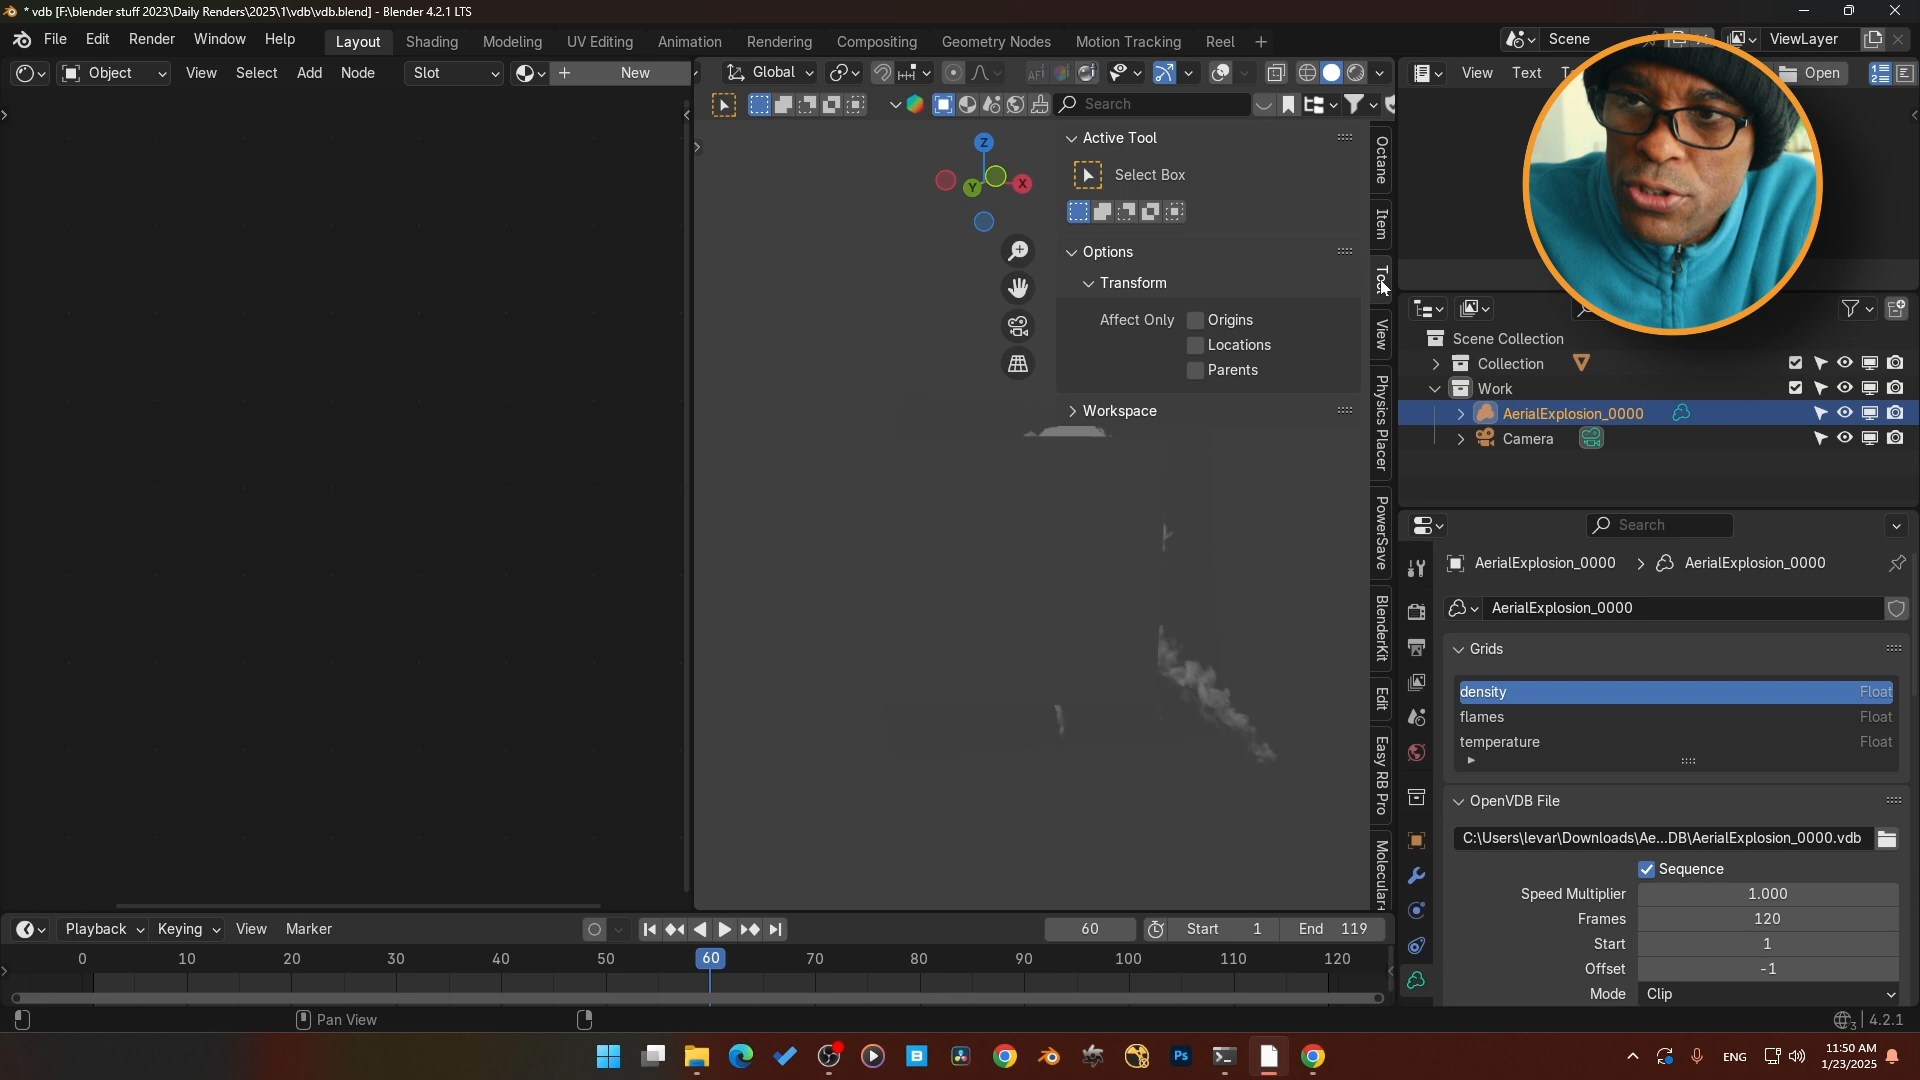 * vdb [F:\blender stuff 2023\Daily Renders\2025\1\vdb\vdb.blend] - Blender 4.2.1 LTS
File Edit Render Window Help
Layout Shading Modeling UV Editing Animation Rendering Compositing Geometry Nodes Motion Tracking Reel
Scene ViewLayer
Object View Select Add Node Slot New
Global
View Text Open
Search
Active Tool
Select Box
Options
Transform
Affect Only Origins
Locations
Parents
Workspace
Z
Y
X
Octane
Item
Tool
View
Physics Placer
PowerSave
BlenderKit
Edit
Easy RB Pro
Molecular+
Scene Collection
Collection
Work
AerialExplosion_0000
Camera
Search
AerialExplosion_0000 > AerialExplosion_0000
AerialExplosion_0000
Grids
density Float
flames Float
temperature Float
OpenVDB File
C:\Users\levar\Downloads\Ae...DB\AerialExplosion_0000.vdb
Sequence
Speed Multiplier 1.000
Frames 120
Start 1
Offset -1
Mode Clip
Playback Keying View Marker
60 Start 1 End 119
0 10 20 30 40 50 60 70 80 90 100 110 120
Pan View
3 4.2.1
ENG
11:50 AM
1/23/2025
Ps